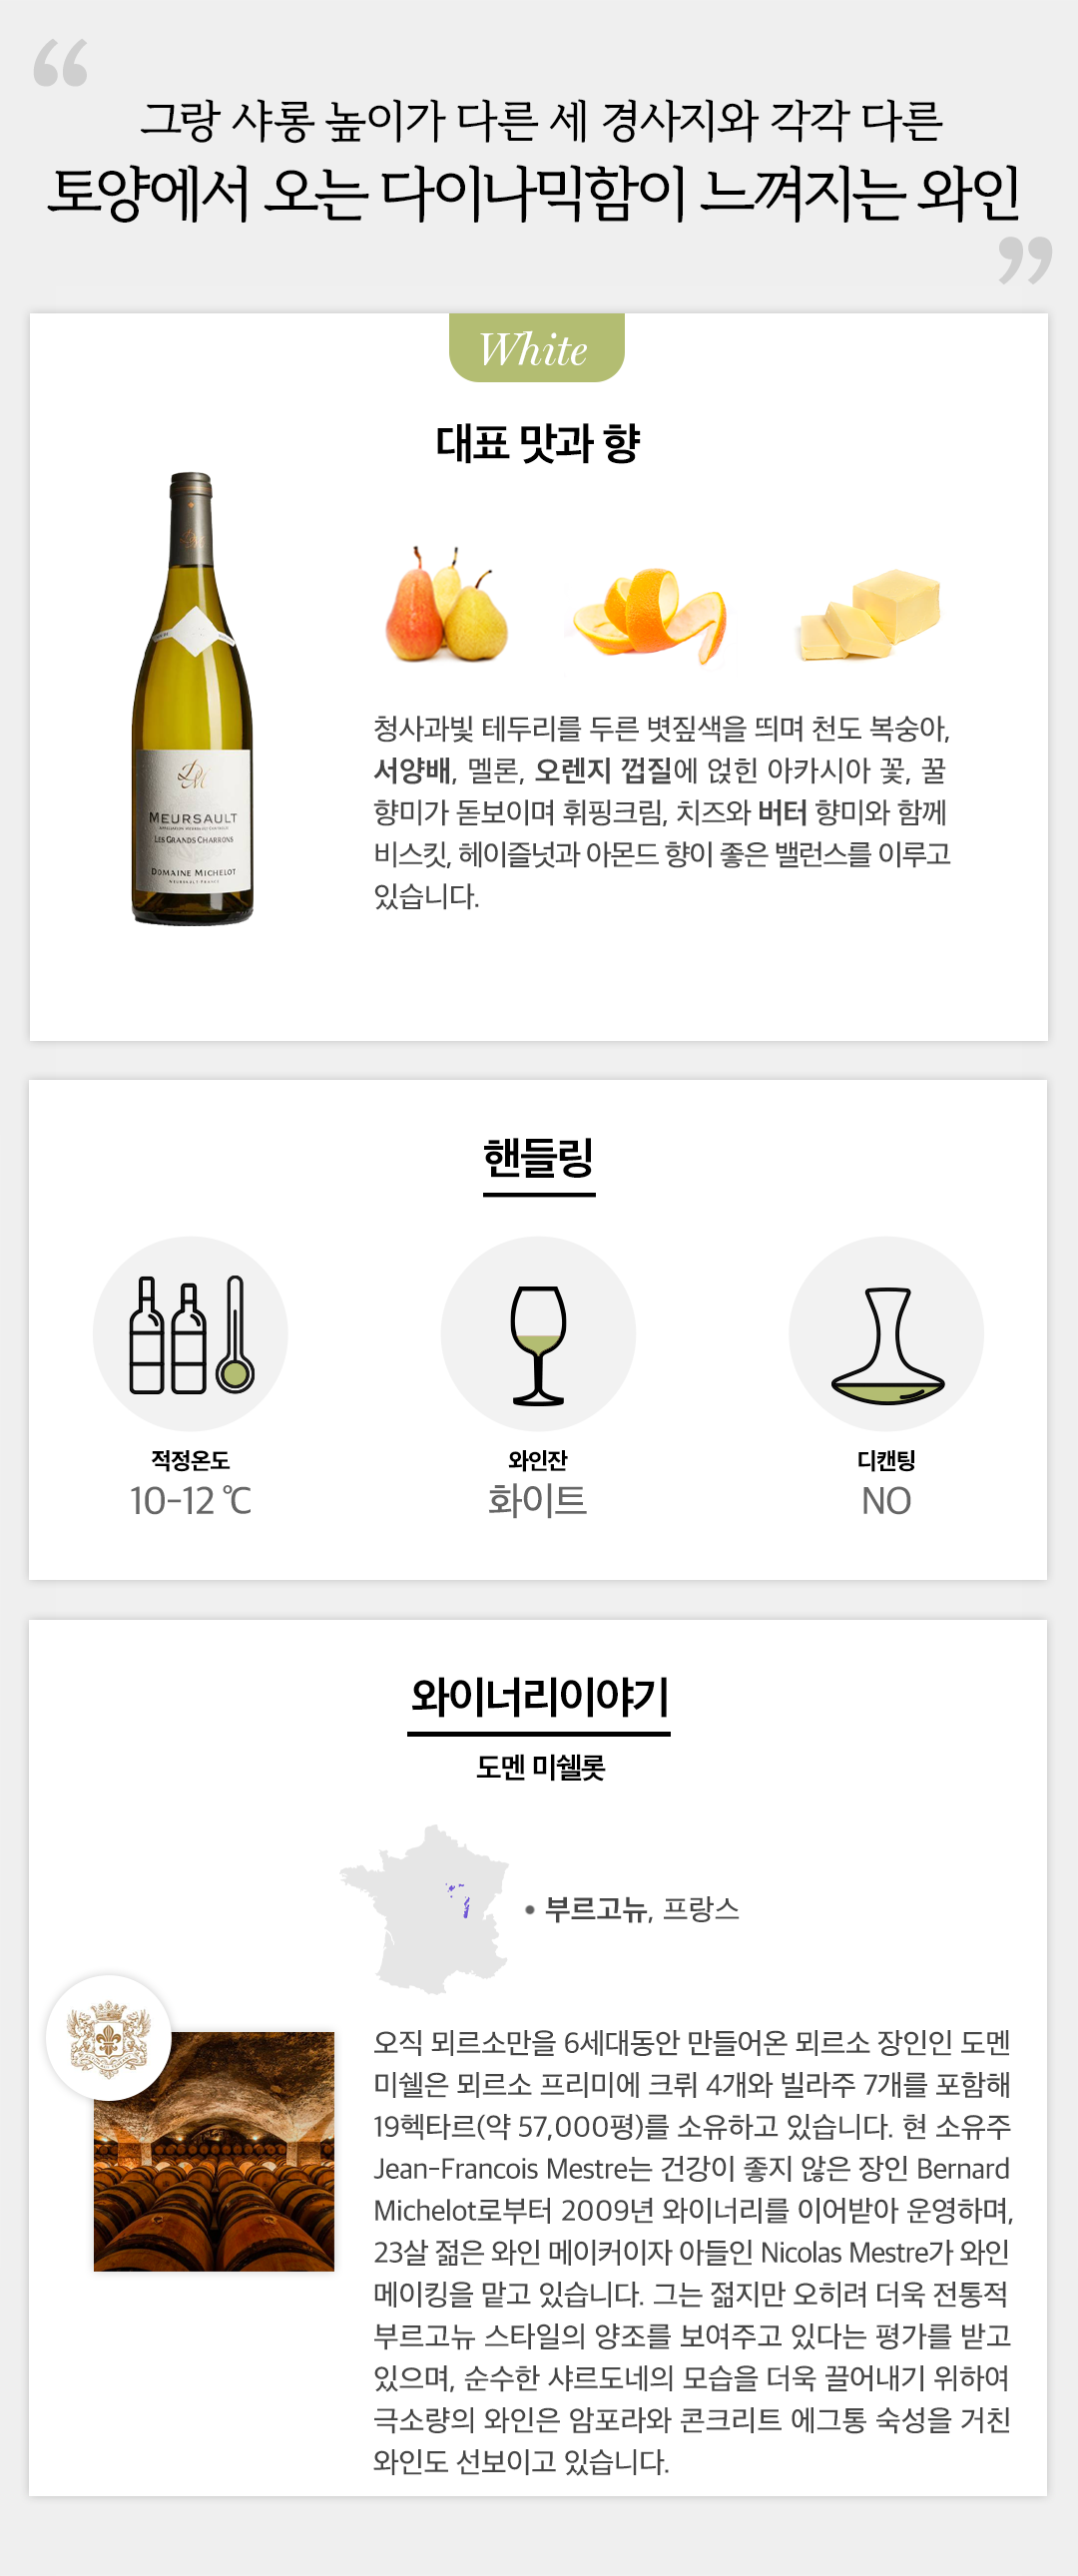 “
그랑 샤롱 높이가 다른 세 경사지와 각각 다른
토양에서 오는 다이나믹함이 느껴지는 와인
”
White
대표 맛과 향
DM
MEURSAULT
LES GRANDS CHARRONS
DOMAINE MICHELOT
MEURSAULT FRANCE
청사과빛 테두리를 두른 볏짚색을 띄며 천도 복숭아,
서양배, 멜론, 오렌지 껍질에 얹힌 아카시아 꽃, 꿀
향미가 돋보이며 휘핑크림, 치즈와 버터 향미와 함께
비스킷, 헤이즐넛과 아몬드 향이 좋은 밸런스를 이루고
있습니다.
핸들링
적정온도
10-12 ℃
와인잔
화이트
디캔팅
NO
와이너리이야기
도멘 미쉘롯
• 부르고뉴, 프랑스
오직 뫼르소만을 6세대동안 만들어온 뫼르소 장인인 도멘
미쉘은 뫼르소 프리미에 크뤼 4개와 빌라주 7개를 포함해
19헥타르(약 57,000평)를 소유하고 있습니다. 현 소유주
Jean-Francois Mestre는 건강이 좋지 않은 장인 Bernard
Michelot로부터 2009년 와이너리를 이어받아 운영하며,
23살 젊은 와인 메이커이자 아들인 Nicolas Mestre가 와인
메이킹을 맡고 있습니다. 그는 젊지만 오히려 더욱 전통적
부르고뉴 스타일의 양조를 보여주고 있다는 평가를 받고
있으며, 순수한 샤르도네의 모습을 더욱 끌어내기 위하여
극소량의 와인은 암포라와 콘크리트 에그통 숙성을 거친
와인도 선보이고 있습니다.